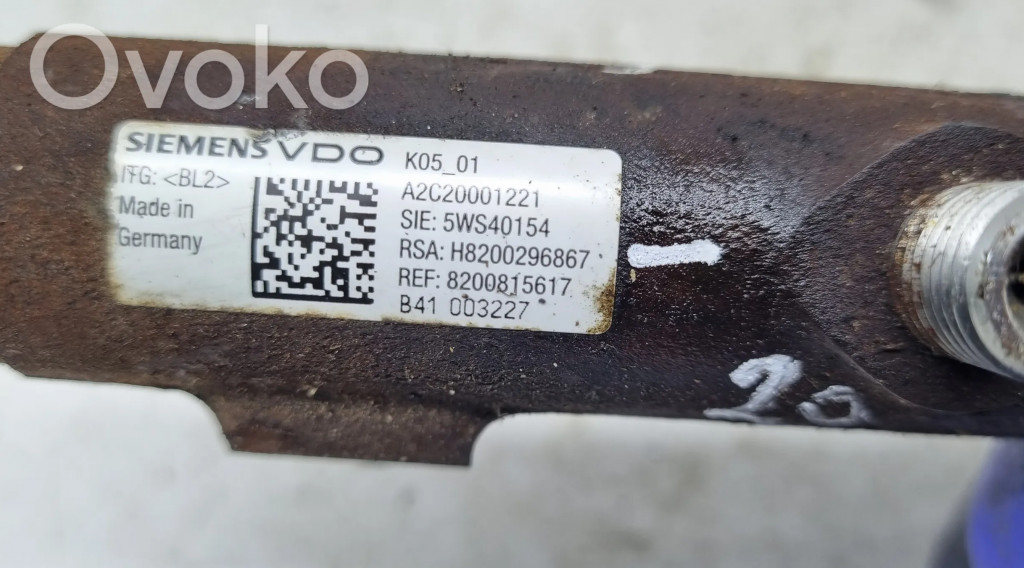 Ovoko
SIEMENS VDO K05_01
ITG: <BL2> A2C20001221
Made in SIE: 5WS40154
Germany RSA: H8200296867
REF: 8200815617
B41 003227